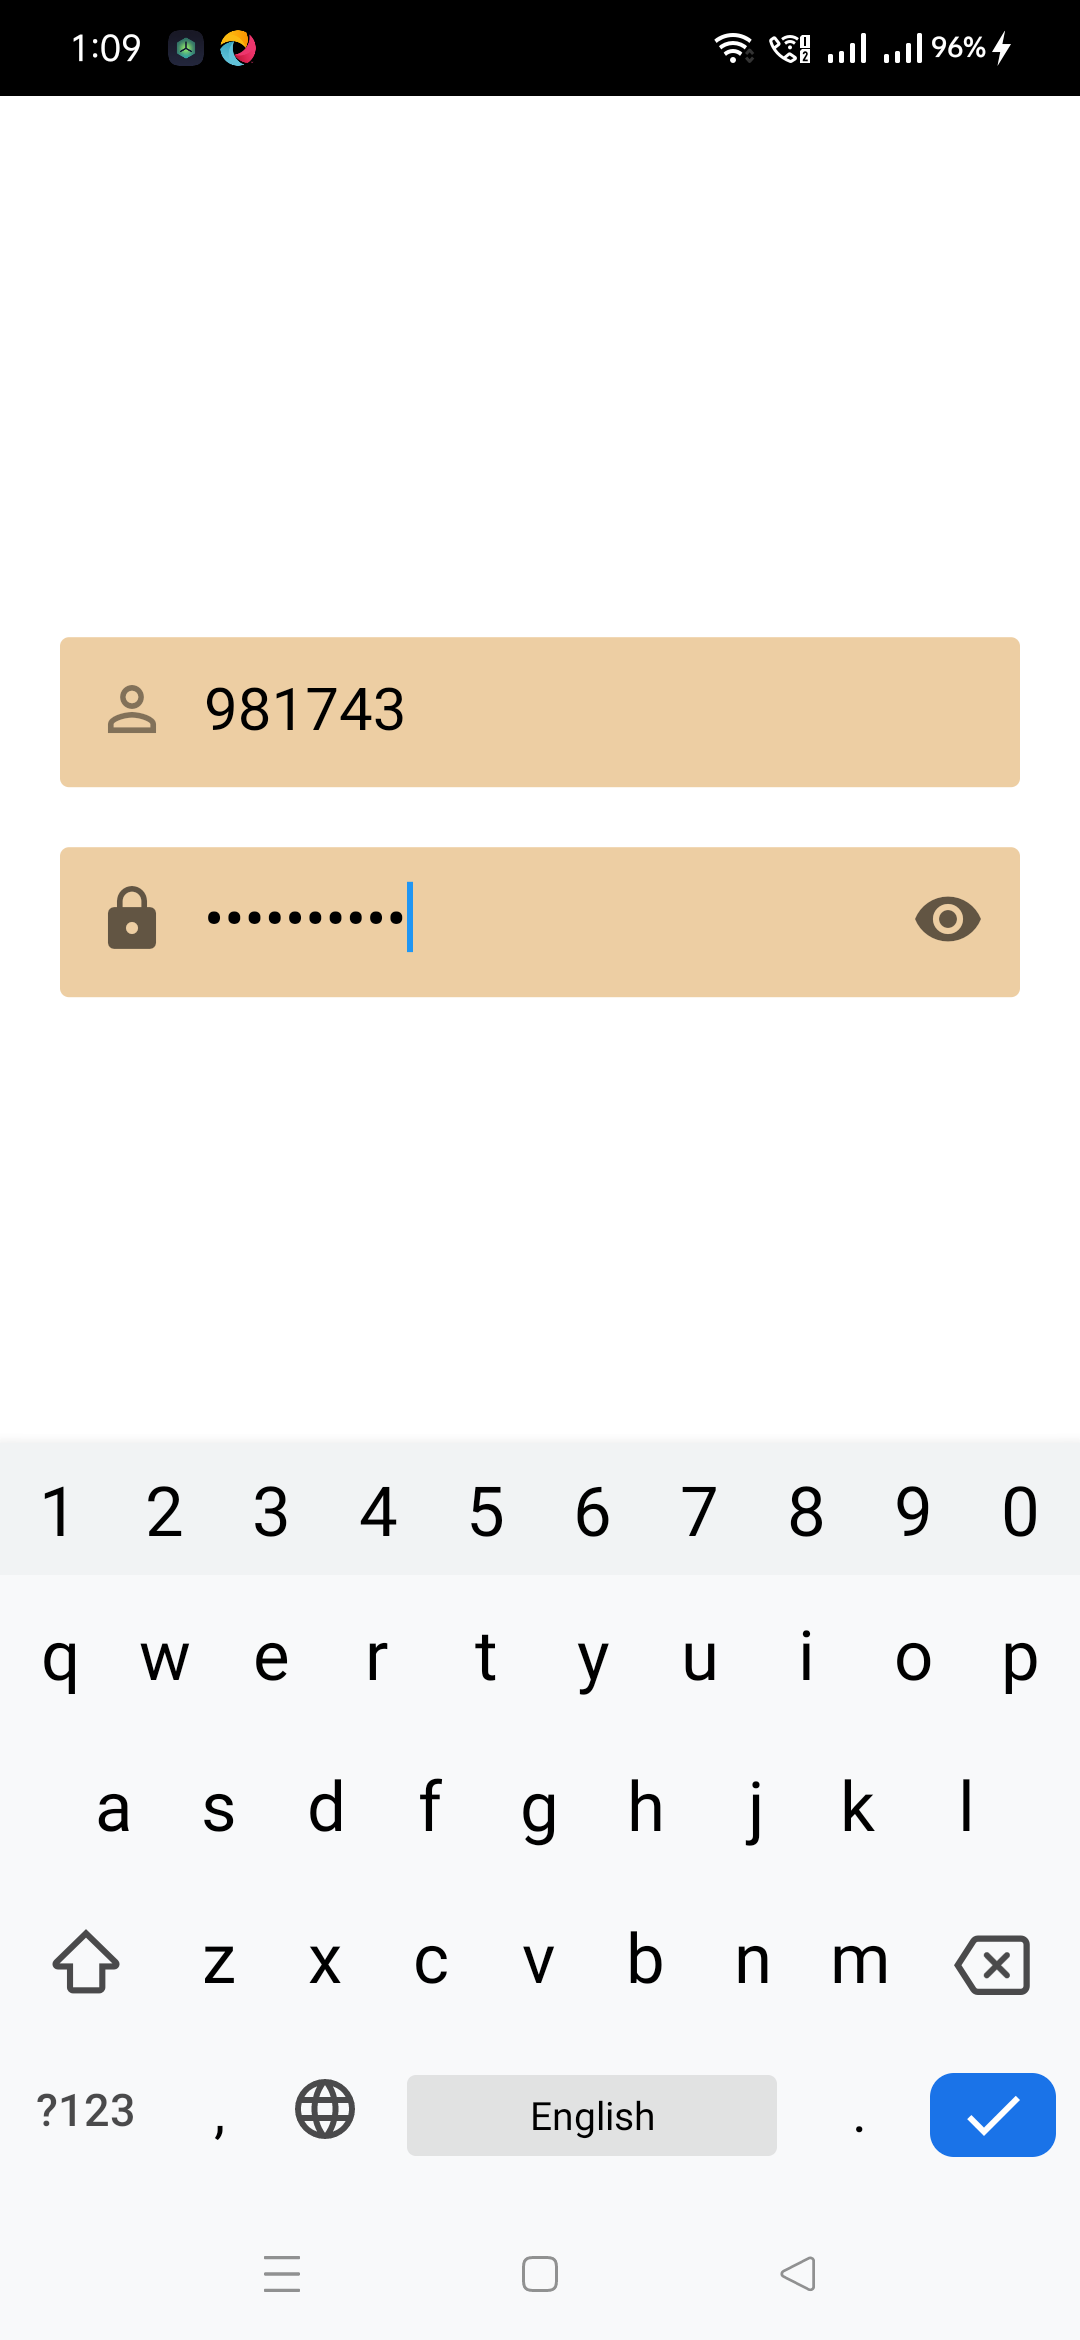 1:09 96%
981743
••••••••••
1 2 3 4 5 6 7 8 9 0
q w e r t y u i o p
a s d f g h j k l
z x c v b n m
?123 , English .